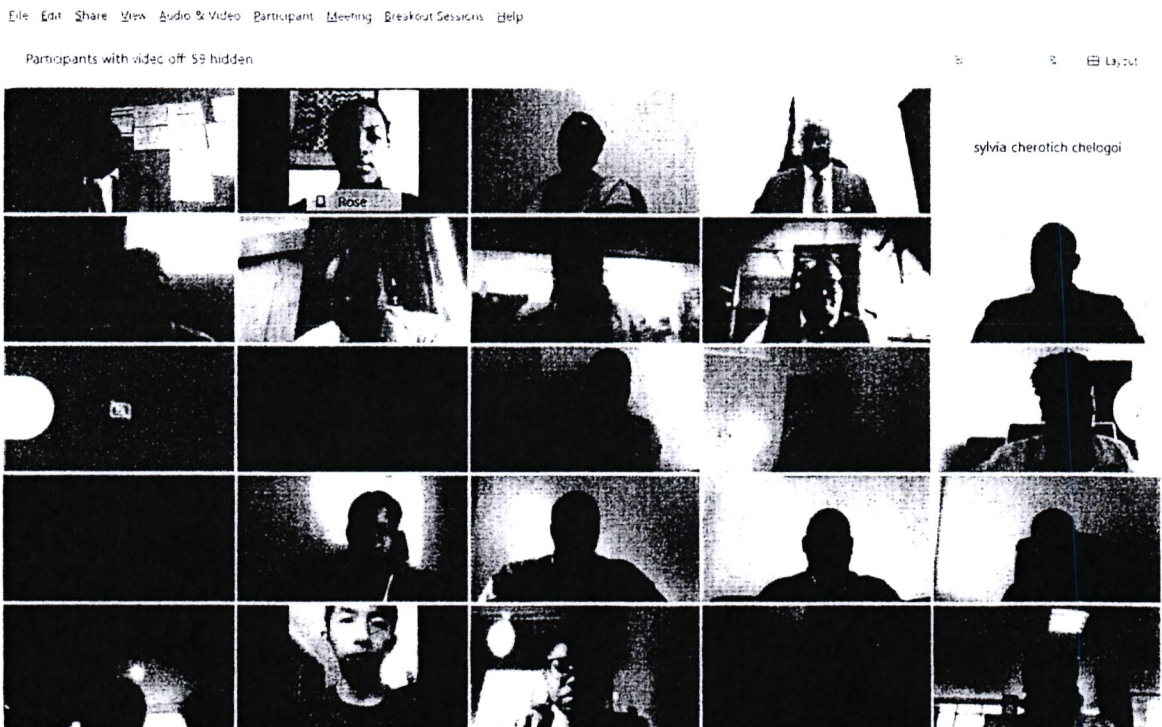 File Edit Share View Audio & Video Participant Meeting Breakout Sessions Help
Participants with video off: 59 hidden
Layout
sylvia cherotich chelogoi
Rose